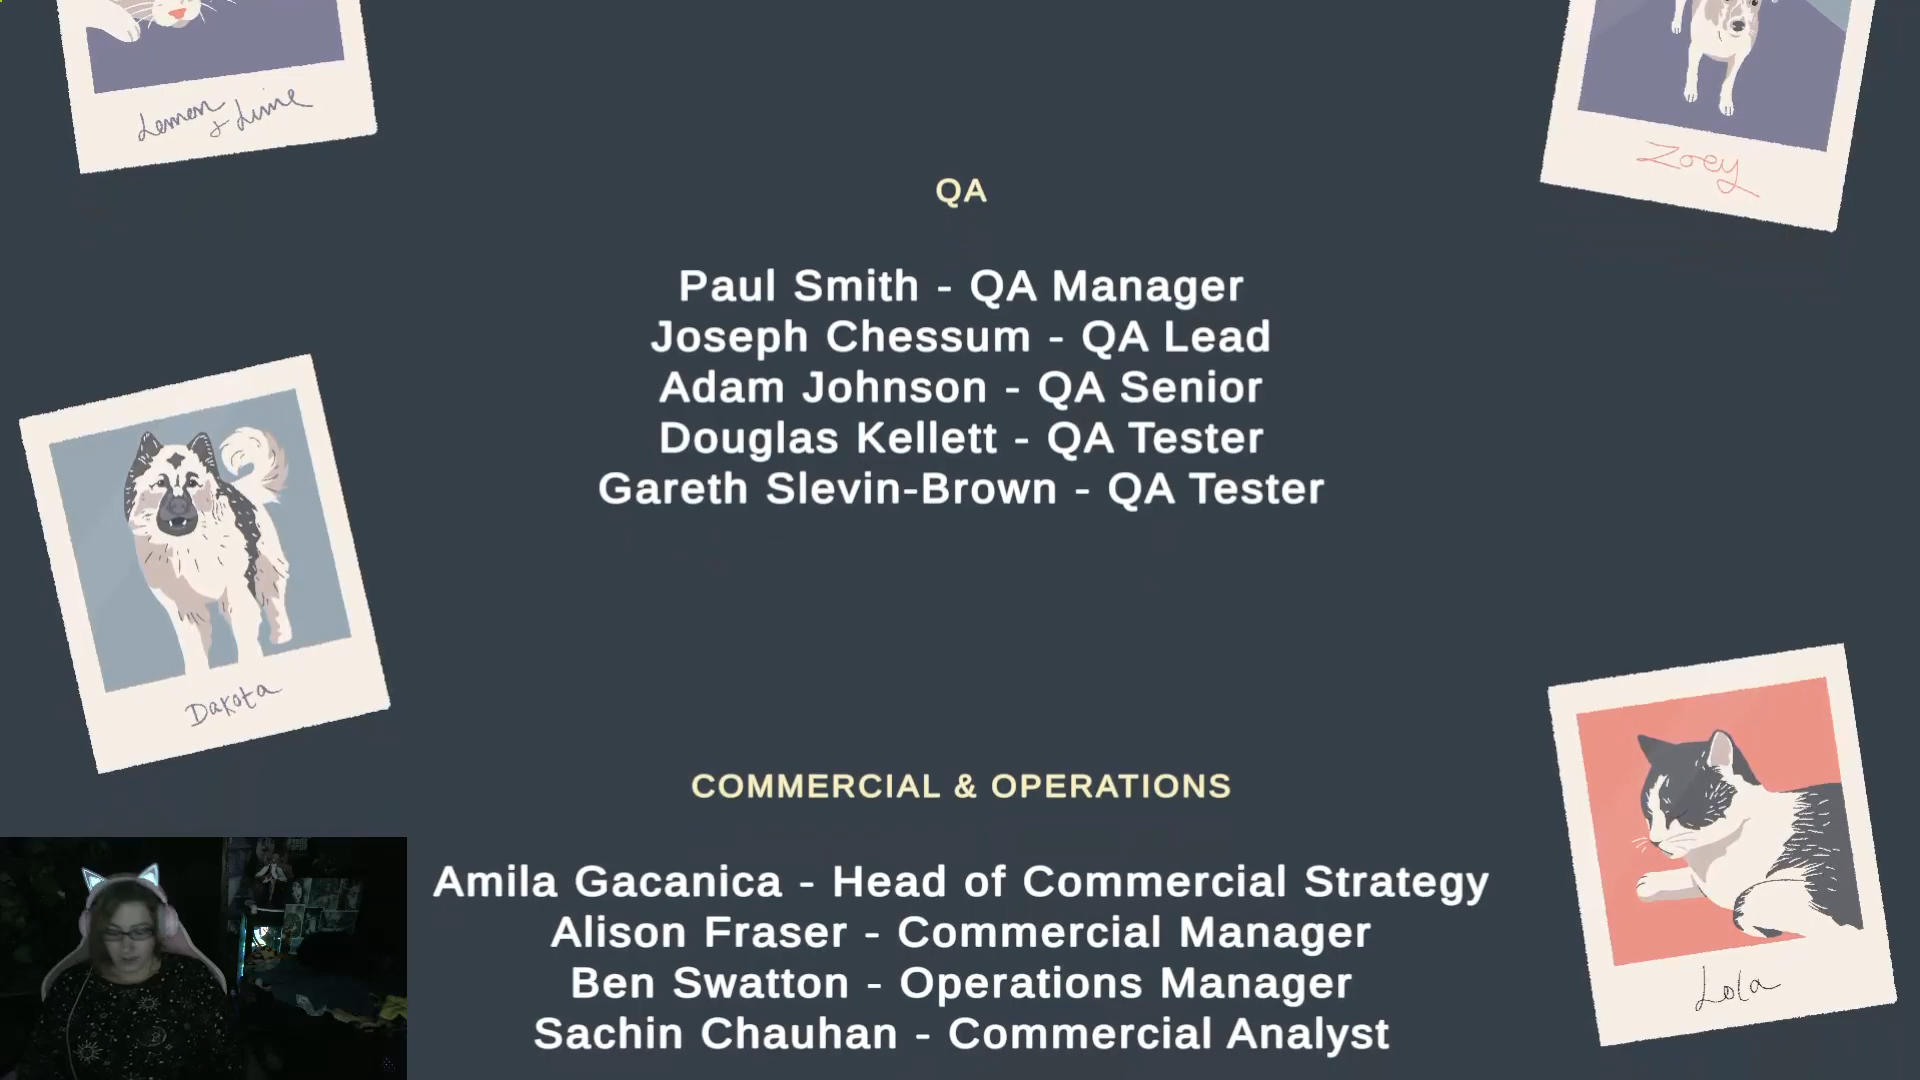 Lemon
& Lime
Zoey
QA
Paul Smith - QA Manager
Joseph Chessum - QA Lead
Adam Johnson - QA Senior
Douglas Kellett - QA Tester
Gareth Slevin-Brown - QA Tester
Dakota
COMMERCIAL & OPERATIONS
Amila Gacanica - Head of Commercial Strategy
Alison Fraser - Commercial Manager
Ben Swatton - Operations Manager
Sachin Chauhan - Commercial Analyst
Lola